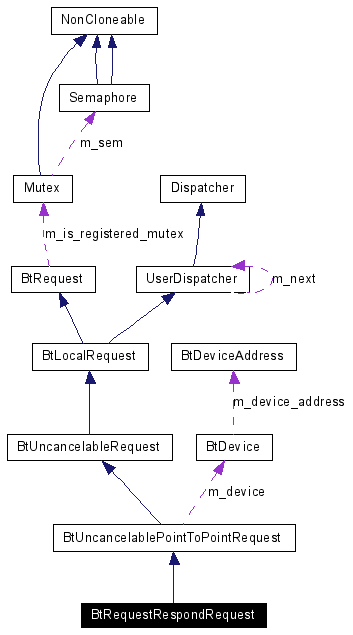 NonCloneable
Semaphore
m_sem
Mutex
Dispatcher
m_is_registered_mutex
BtRequest
UserDispatcher
m_next
BtLocalRequest
BtDeviceAddress
m_device_address
BtUncancelableRequest
BtDevice
m_device
BtUncancelablePointToPointRequest
BtRequestRespondRequest